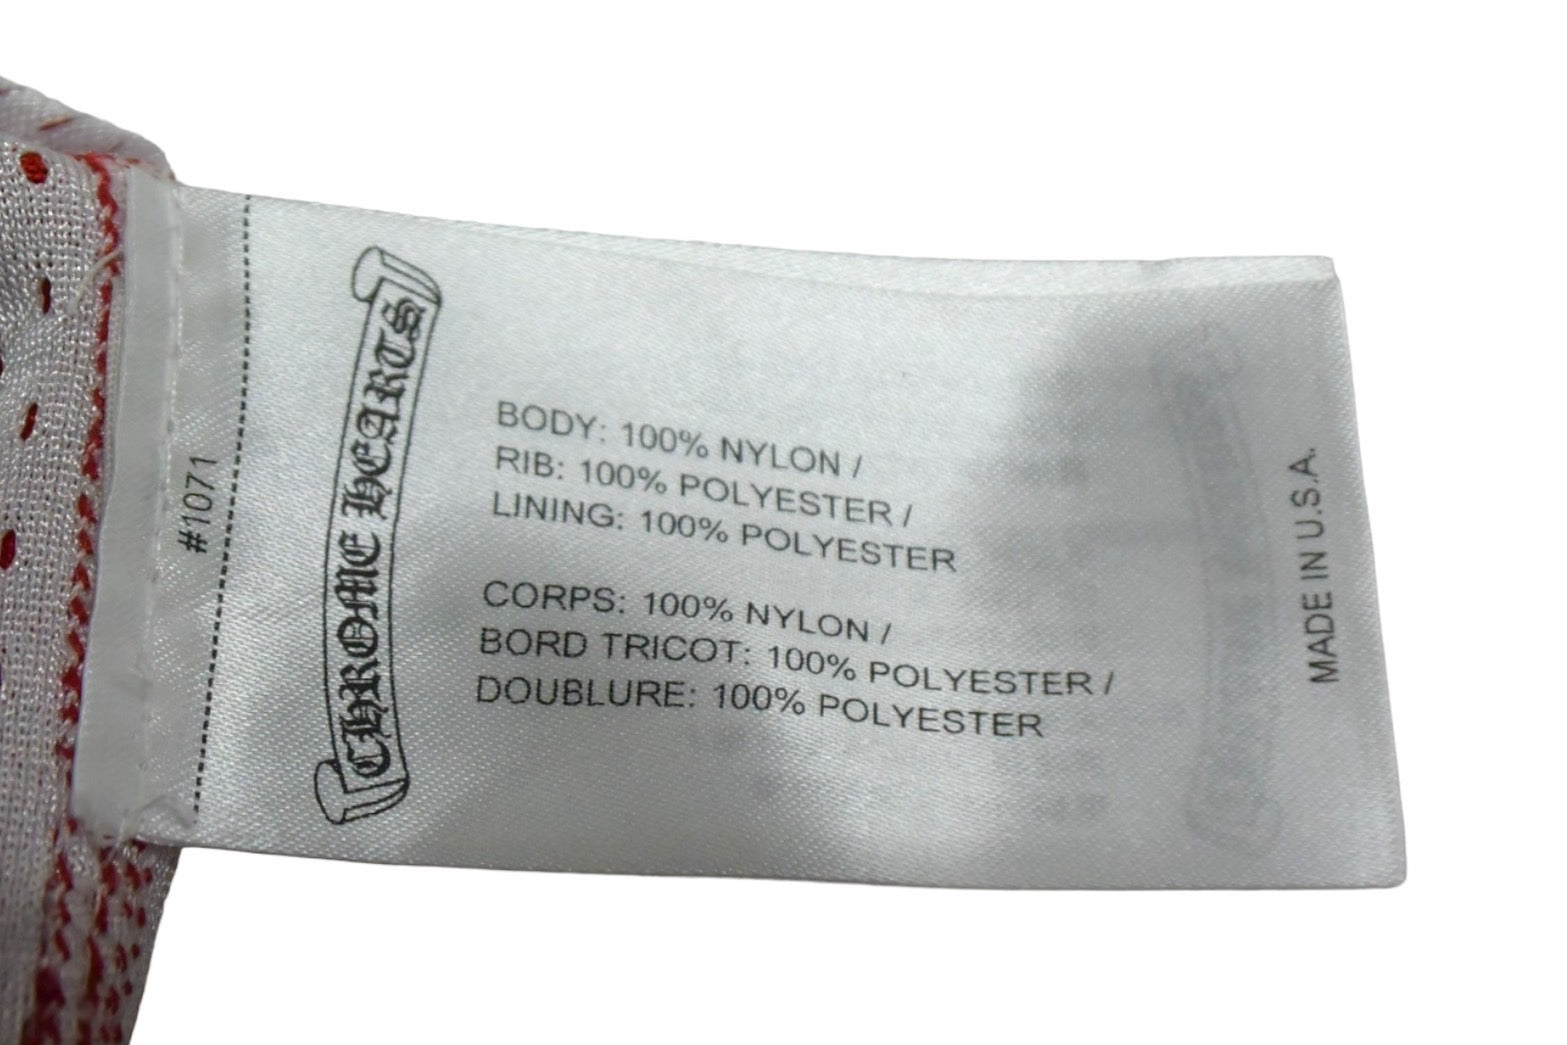 #1071
CHROME HEARTS
BODY: 100% NYLON /
RIB: 100% POLYESTER /
LINING: 100% POLYESTER
CORPS: 100% NYLON /
BORD TRICOT: 100% POLYESTER /
DOUBLURE: 100% POLYESTER
MADE IN U.S.A.